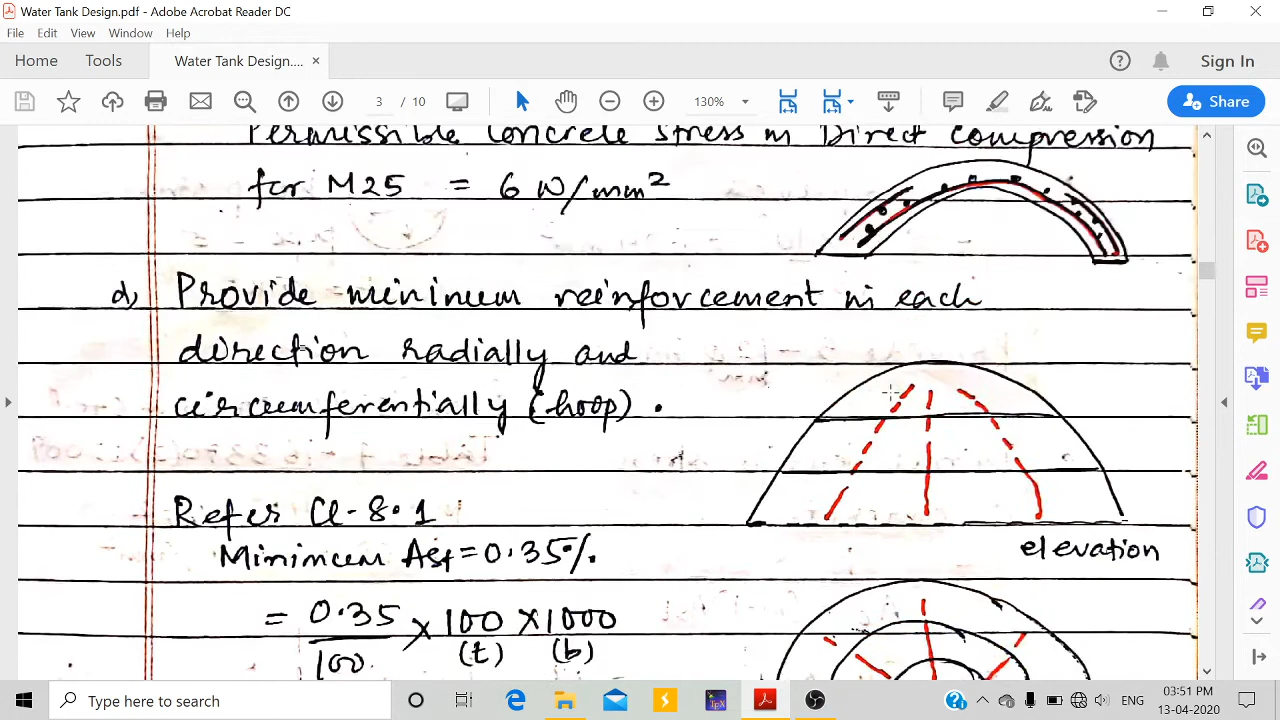 Water Tank Design.pdf - Adobe Acrobat Reader DC
File Edit View Window Help
Home Tools Water Tank Design.... × Sign In
3 / 10 130% Share
Permissible Concrete stress in Direct compression
for M25 = 6 N/mm²
d, Provide minimum reinforcement in each
direction radially and
circumferentially (hoop) .
Refer Cl-8.1
Minimum Ast = 0.35%.
elevation
= 0.35/100 × 100 × 1000
(t) (b)
Type here to search
ENG
03:51 PM
13-04-2020